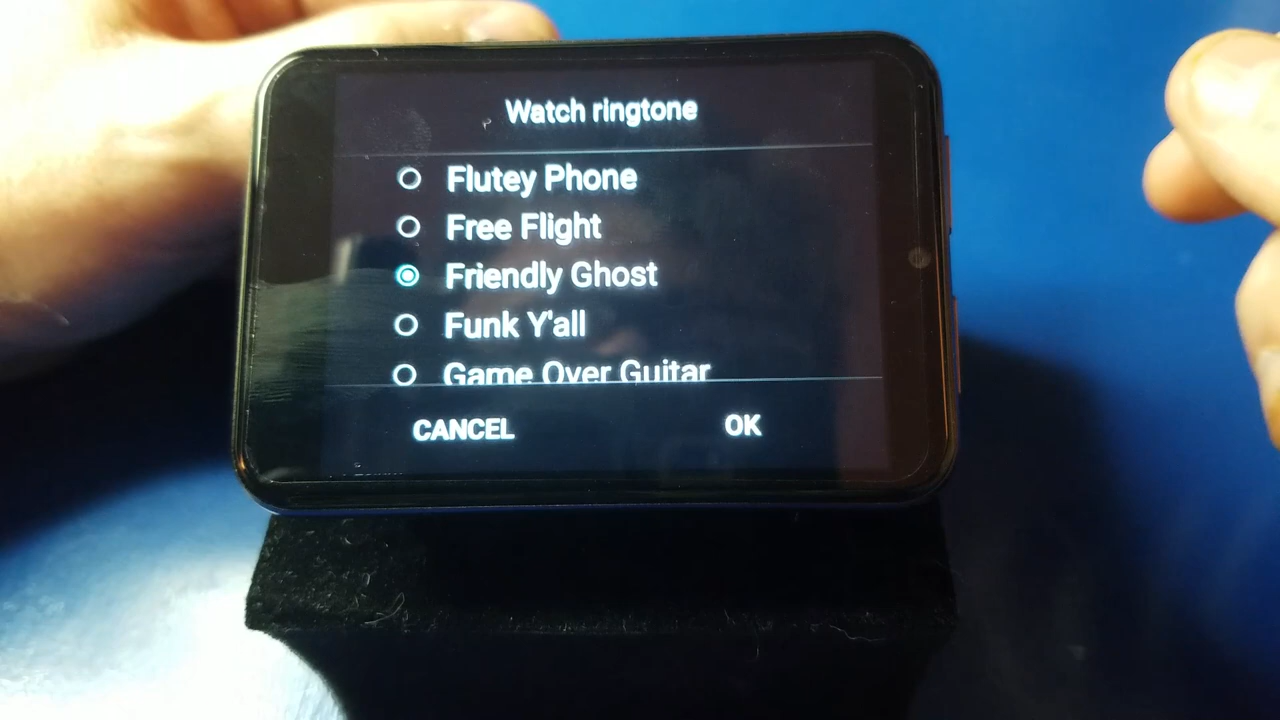 Watch ringtone
Flutey Phone
Free Flight
Friendly Ghost
Funk Y'all
Game Over Guitar
CANCEL
OK